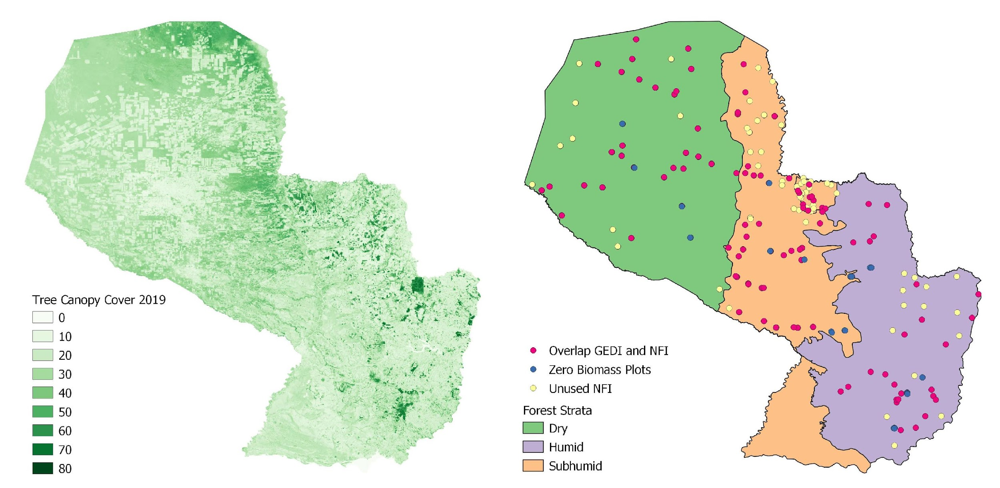 Tree Canopy Cover 2019
0
10
20
30
40
50
60
70
80
Overlap GEDI and NFI
Zero Biomass Plots
Unused NFI
Forest Strata
Dry
Humid
Subhumid